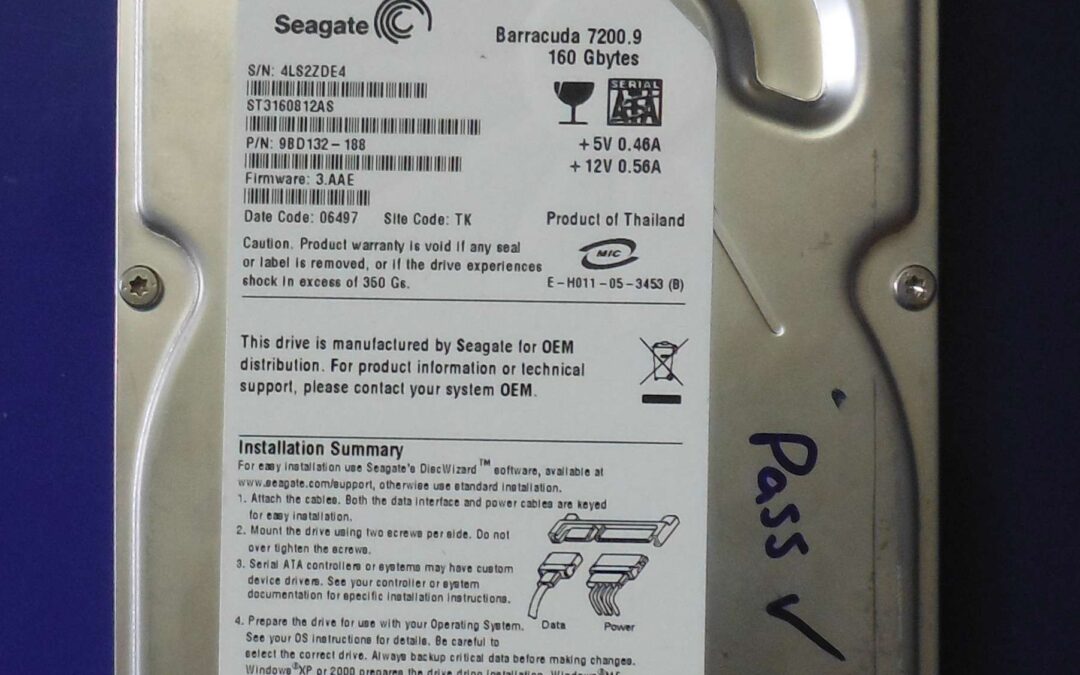 Seagate
Barracuda 7200.9
160 Gbytes
S/N: 4LS2ZDE4
ST3160812AS
SERIAL
ATA
P/N: 9BD132-188
+5V 0.46A
+12V 0.56A
Firmware: 3.AAE
Date Code: 06497 Site Code: TK
Product of Thailand
Caution. Product warranty is void if any seal
or label is removed, or if the drive experiences
shock in excess of 350 Gs.
MIC
E-H011-05-3453 (B)
This drive is manufactured by Seagate for OEM
distribution. For product information or technical
support, please contact your system OEM.
Installation Summary
For easy installation use Seagate's DiscWizard™ software, available at
www.seagate.com/support, otherwise use standard installation.
1. Attach the cables. Both the data interface and power cables are keyed
for easy installation.
2. Mount the drive using two screws per side. Do not
over tighten the screws.
3. Serial ATA controllers or systems may have custom
device drivers. See your controller or system
documentation for specific installation instructions.
Data Power
4. Prepare the drive for use with your Operating System.
See your OS instructions for details. Be careful to
select the correct drive. Always backup critical data before making changes.
Windows®XP or 2000 prepares the drive
Pass ✓